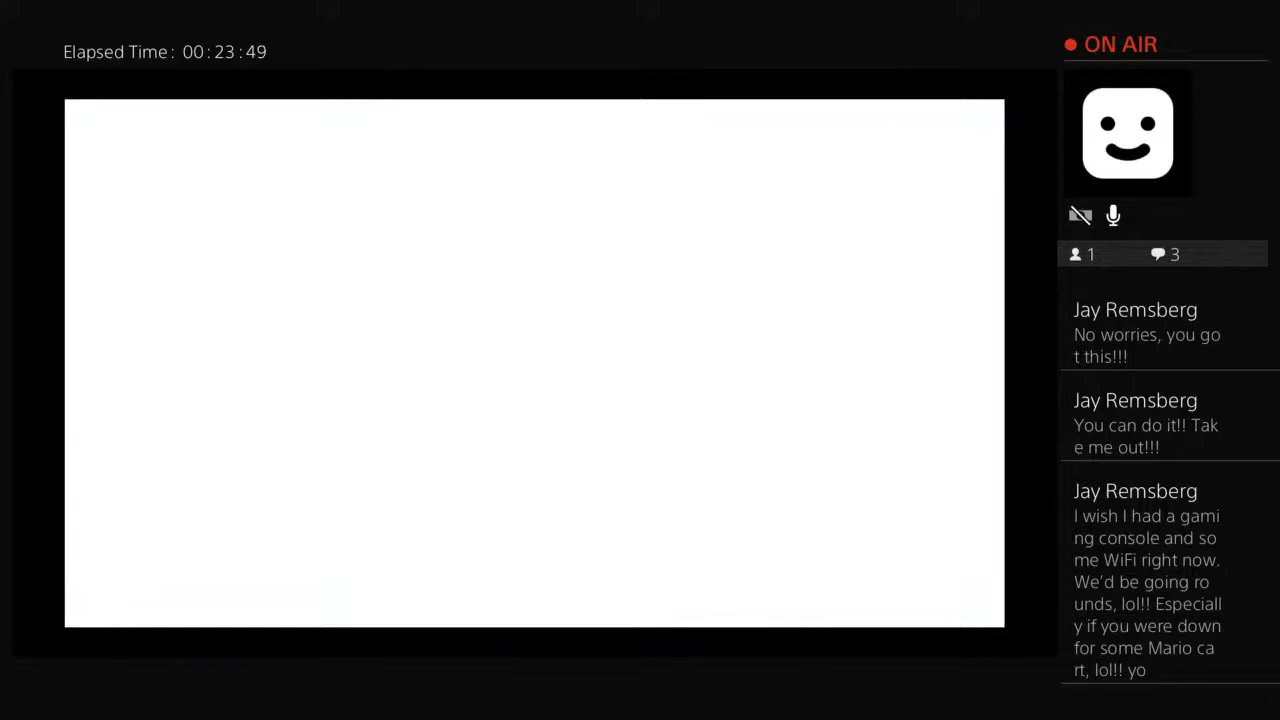 Elapsed Time: 00:23:49
ON AIR
1 3
Jay Remsberg
No worries, you go
t this!!!
Jay Remsberg
You can do it!! Tak
e me out!!!
Jay Remsberg
I wish I had a gami
ng console and so
me WiFi right now.
We'd be going ro
unds, lol!! Especiall
y if you were down
for some Mario ca
rt, lol!! yo